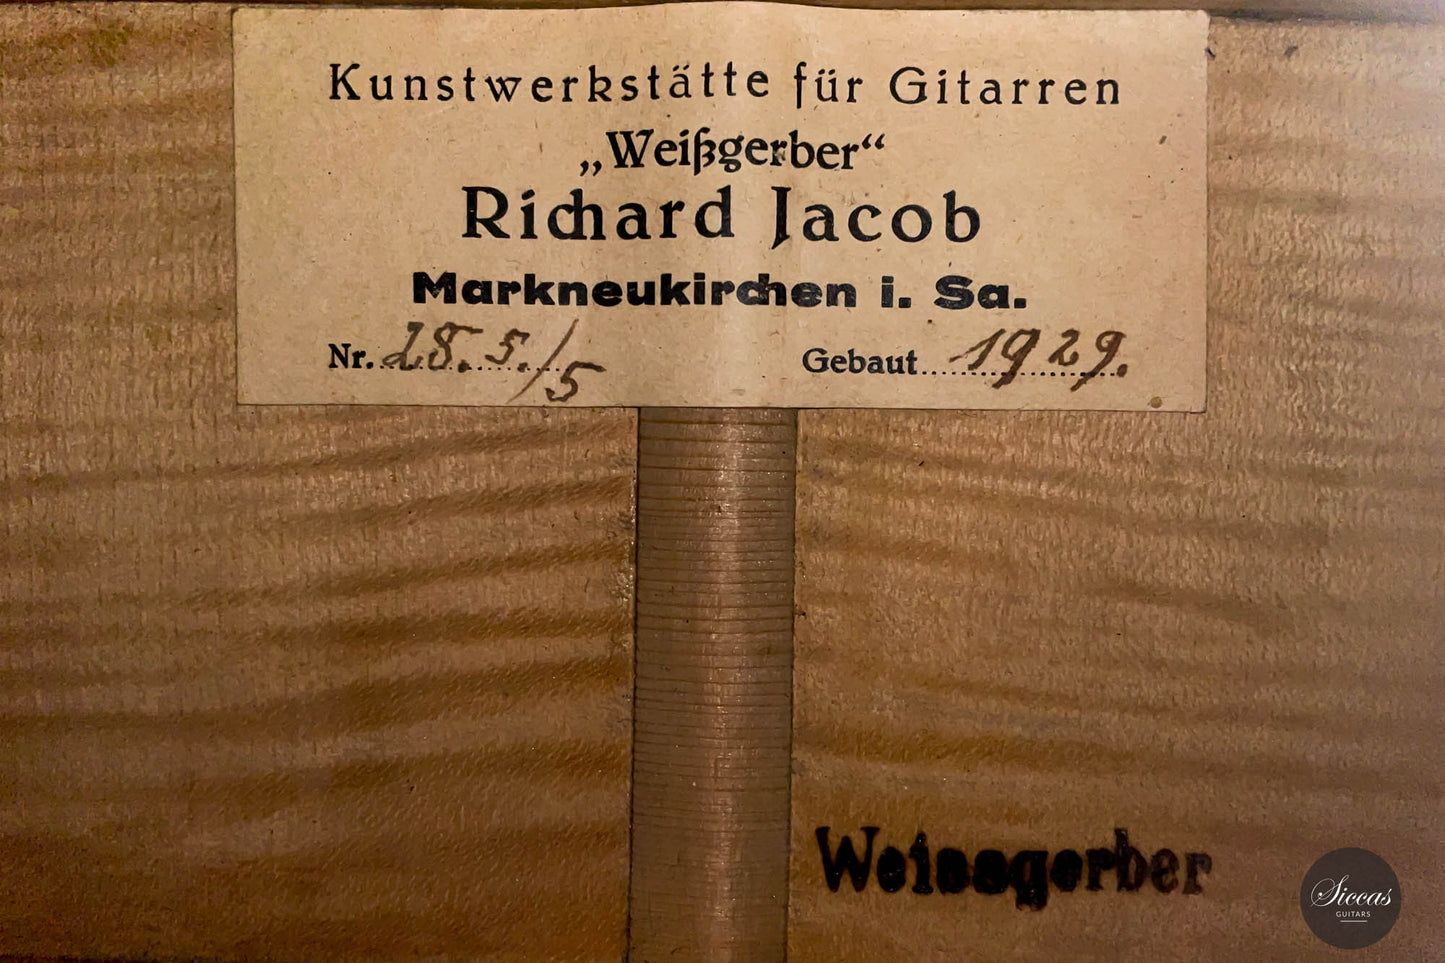 Kunstwerkstätte für Gitarren
„Weißgerber“
Richard Jacob
Markneukirchen i. Sa.
Nr. 28. 5./5 Gebaut 1929.
Weissgerber
Siccas
GUITARS